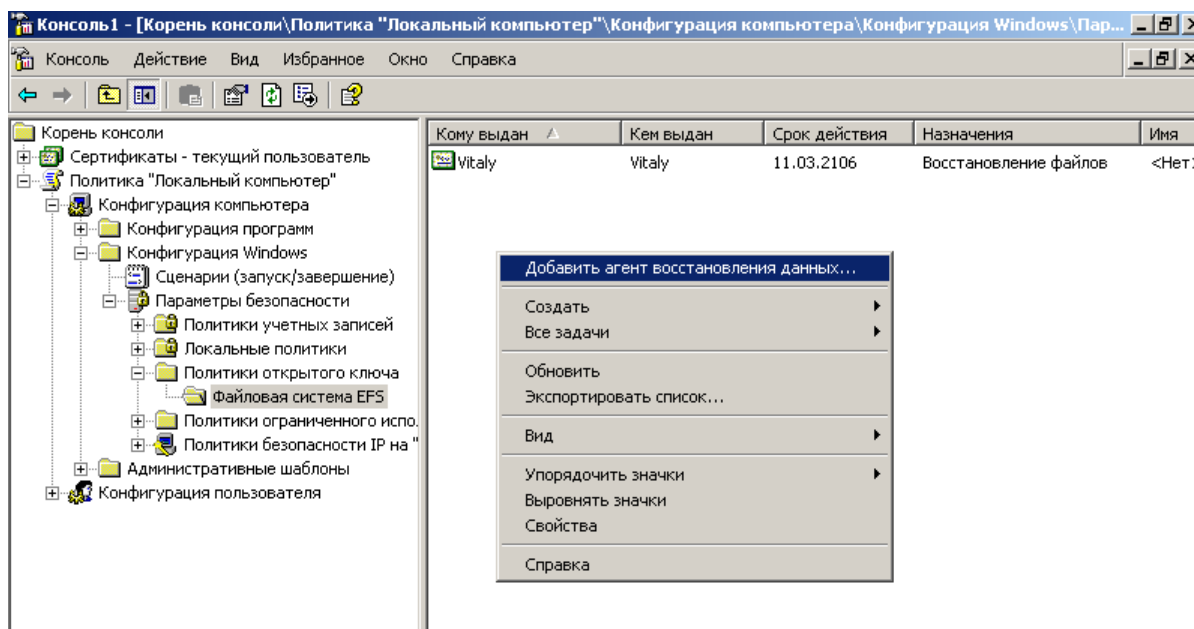 Консоль1 - [Корень консоли\Политика "Локальный компьютер"\Конфигурация компьютера\Конфигурация Windows\Пар...
Консоль Действие Вид Избранное Окно Справка
Корень консоли
Сертификаты - текущий пользователь
Политика "Локальный компьютер"
Конфигурация компьютера
Конфигурация программ
Конфигурация Windows
Сценарии (запуск/завершение)
Параметры безопасности
Политики учетных записей
Локальные политики
Политики открытого ключа
Файловая система EFS
Политики ограниченного испо.
Политики безопасности IP на "
Административные шаблоны
Конфигурация пользователя
Кому выдан Кем выдан Срок действия Назначения Имя
Vitaly Vitaly 11.03.2106 Восстановление файлов <Нет>
Добавить агент восстановления данных...
Создать
Все задачи
Обновить
Экспортировать список...
Вид
Упорядочить значки
Выровнять значки
Свойства
Справка